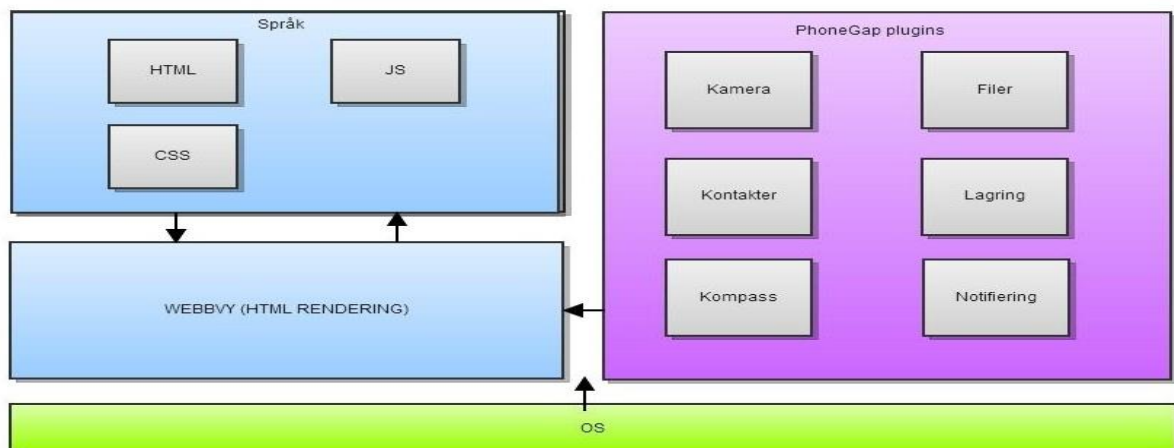 Språk
HTML
JS
CSS
WEBBVY (HTML RENDERING)
PhoneGap plugins
Kamera
Filer
Kontakter
Lagring
Kompass
Notifiering
OS